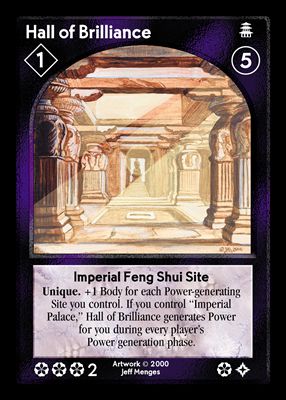 Hall of Brilliance
1
5
Imperial Feng Shui Site
Unique. +1 Body for each Power-generating
Site you control. If you control “Imperial
Palace,” Hall of Brilliance generates Power
for you during every player’s
Power generation phase.
2
Artwork © 2000
Jeff Menges